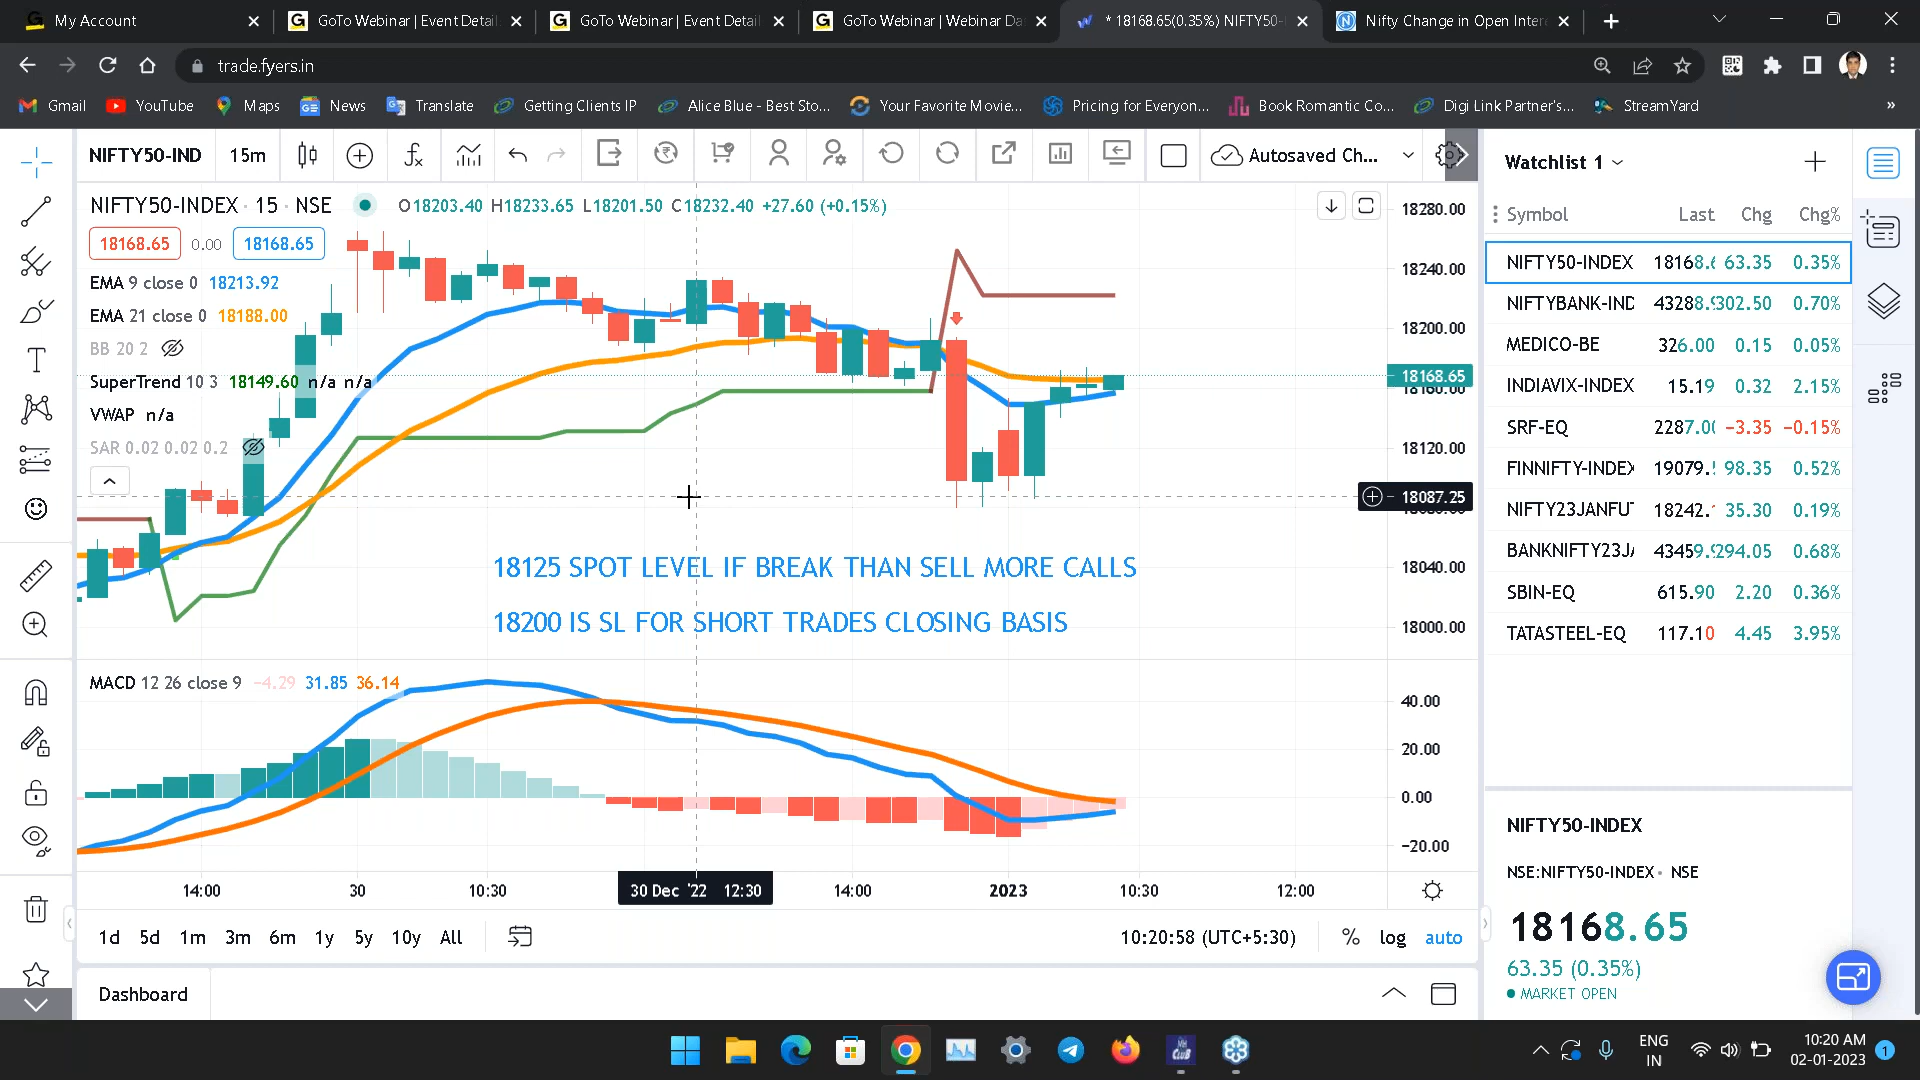 My Account
GoTo Webinar | Event Detail
GoTo Webinar | Event Detail
GoTo Webinar | Webinar Da
* 18168.65(0.35%) NIFTY50-
Nifty Change in Open Inter
trade.fyers.in
Gmail
YouTube
Maps
News
Translate
Getting Clients IP
Alice Blue - Best Sto...
Your Favorite Movie...
Pricing for Everyon...
Book Romantic Co...
Digi Link Partner's...
StreamYard
»
NIFTY50-IND
15m
Autosaved Ch...
NIFTY50-INDEX · 15 · NSE
O18203.40 H18233.65 L18201.50 C18232.40 +27.60 (+0.15%)
18168.65 0.00 18168.65
EMA 9 close 0 18213.92
EMA 21 close 0 18188.00
BB 20 2
SuperTrend 10 3 18149.60 n/a n/a
VWAP n/a
SAR 0.02 0.02 0.2
18280.00
18240.00
18200.00
18168.65
18160.00
18120.00
18087.25
18040.00
18000.00
18125 SPOT LEVEL IF BREAK THAN SELL MORE CALLS
18200 IS SL FOR SHORT TRADES CLOSING BASIS
MACD 12 26 close 9 −4.29 31.85 36.14
40.00
20.00
0.00
−20.00
14:00
30
10:30
30 Dec '22 12:30
14:00
2023
10:30
12:00
1d 5d 1m 3m 6m 1y 5y 10y All
10:20:58 (UTC+5:30)
% log auto
Dashboard
Watchlist 1
Symbol Last Chg Chg%
NIFTY50-INDEX 18168.6 63.35 0.35%
NIFTYBANK-IND 43288.9 302.50 0.70%
MEDICO-BE 326.00 0.15 0.05%
INDIAVIX-INDEX 15.19 0.32 2.15%
SRF-EQ 2287.00 −3.35 −0.15%
FINNIFTY-INDEX 19079. 98.35 0.52%
NIFTY23JANFUT 18242. 35.30 0.19%
BANKNIFTY23J 43459.9 294.05 0.68%
SBIN-EQ 615.90 2.20 0.36%
TATASTEEL-EQ 117.10 4.45 3.95%
NIFTY50-INDEX
NSE:NIFTY50-INDEX • NSE
18168.65
63.35 (0.35%)
MARKET OPEN
MH CLUB
ENG
IN
10:20 AM
02-01-2023
1